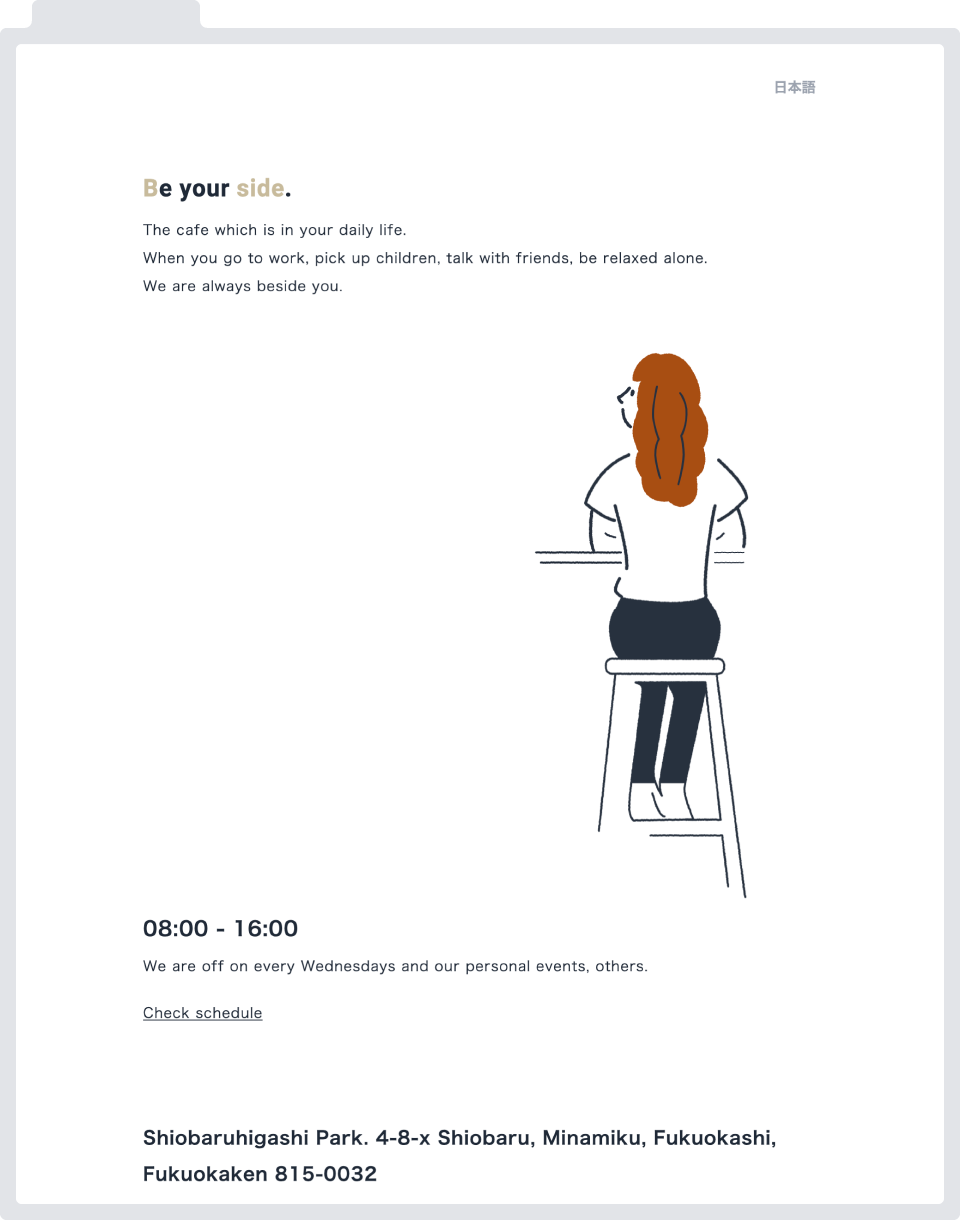 日本語
Be your side.
The cafe which is in your daily life.
When you go to work, pick up children, talk with friends, be relaxed alone.
We are always beside you.
08:00 - 16:00
We are off on every Wednesdays and our personal events, others.
Check schedule
Shiobaruhigashi Park. 4-8-x Shiobaru, Minamiku, Fukuokashi,
Fukuokaken 815-0032